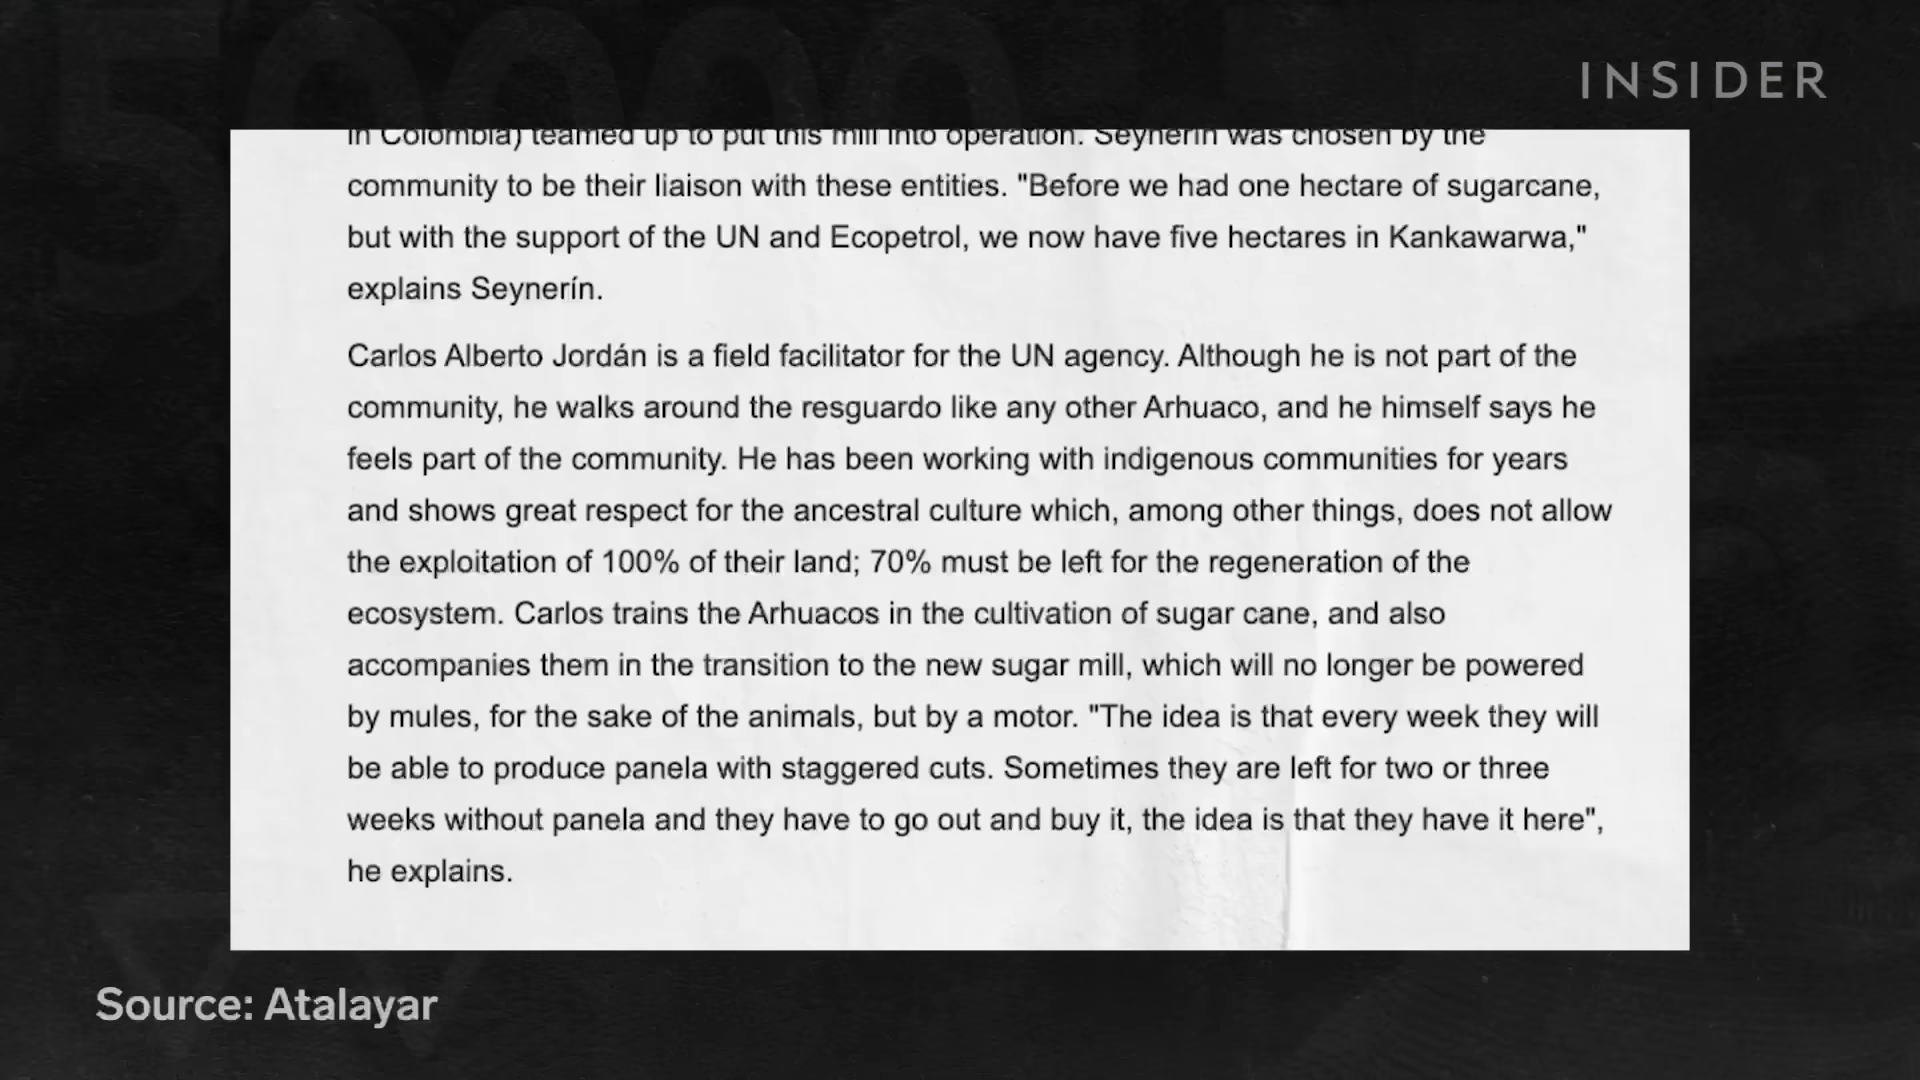 INSIDER
in Colombia) teamed up to put this mill into operation. Seynerín was chosen by the
community to be their liaison with these entities. "Before we had one hectare of sugarcane,
but with the support of the UN and Ecopetrol, we now have five hectares in Kankawarwa,"
explains Seynerín.
Carlos Alberto Jordán is a field facilitator for the UN agency. Although he is not part of the
community, he walks around the resguardo like any other Arhuaco, and he himself says he
feels part of the community. He has been working with indigenous communities for years
and shows great respect for the ancestral culture which, among other things, does not allow
the exploitation of 100% of their land; 70% must be left for the regeneration of the
ecosystem. Carlos trains the Arhuacos in the cultivation of sugar cane, and also
accompanies them in the transition to the new sugar mill, which will no longer be powered
by mules, for the sake of the animals, but by a motor. "The idea is that every week they will
be able to produce panela with staggered cuts. Sometimes they are left for two or three
weeks without panela and they have to go out and buy it, the idea is that they have it here",
he explains.
Source: Atalayar